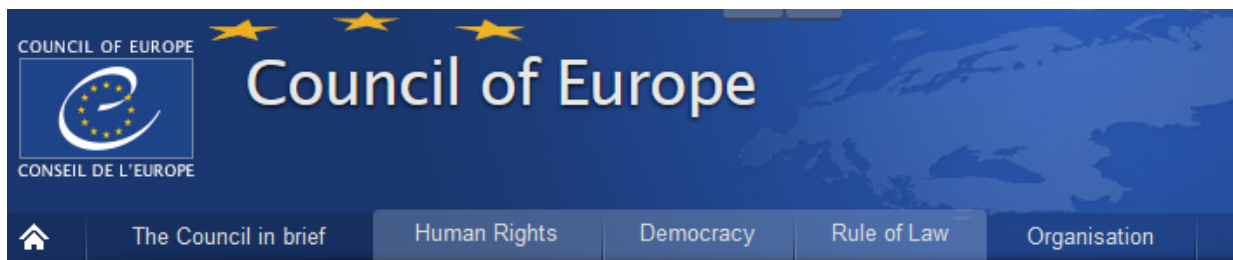 COUNCIL OF EUROPE
CONSEIL DE L'EUROPE
Council of Europe
The Council in brief Human Rights Democracy Rule of Law Organisation